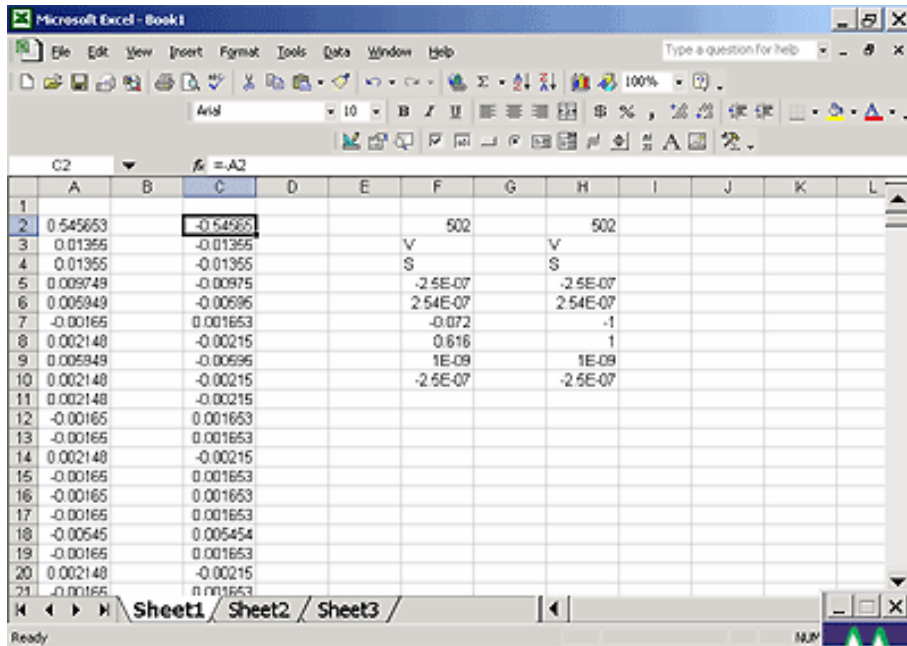 Microsoft Excel - Book1
File Edit View Insert Format Tools Data Window Help Type a question for help
100%
Arial 10 B I U $ % ,
C2 fx =-A2
A B C D E F G H I J K L
1
2 0.545653 -0.54565 502 502
3 0.01355 -0.01355 V V
4 0.01355 -0.01355 S S
5 0.009749 -0.00975 -2.5E-07 -2.5E-07
6 0.005949 -0.00595 2.54E-07 2.54E-07
7 -0.00165 0.001653 -0.072 -1
8 0.002148 -0.00215 0.616 1
9 0.005949 -0.00595 1E-09 1E-09
10 0.002148 -0.00215 -2.5E-07 -2.5E-07
11 0.002148 -0.00215
12 -0.00165 0.001653
13 -0.00165 0.001653
14 0.002148 -0.00215
15 -0.00165 0.001653
16 -0.00165 0.001653
17 -0.00165 0.001653
18 -0.00545 0.005454
19 -0.00165 0.001653
20 0.002148 -0.00215
21 -0.00165 0.001653
Sheet1 Sheet2 Sheet3
Ready NUM